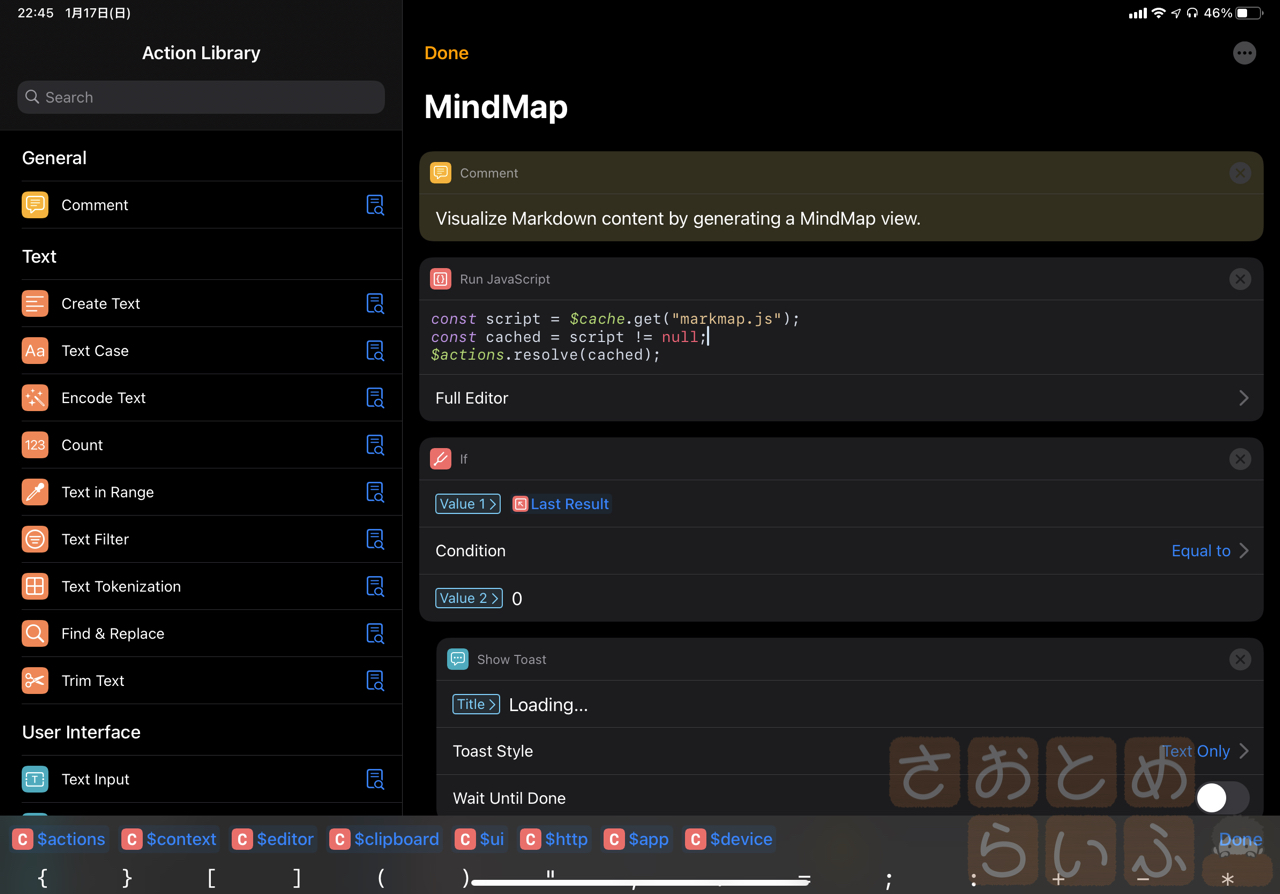 22:45 1月17日(日)
46%
Action Library
Search
General
Comment
Text
Create Text
Aa Text Case
Encode Text
123 Count
Text in Range
Text Filter
Text Tokenization
Find & Replace
Trim Text
User Interface
T Text Input
Done
MindMap
Comment
Visualize Markdown content by generating a MindMap view.
Run JavaScript
const script = $cache.get("markmap.js");
const cached = script != null;
$actions.resolve(cached);
Full Editor
If
Value 1 Last Result
Condition Equal to
Value 2 0
Show Toast
Title Loading...
Toast Style Text Only
Wait Until Done
さおとめ
らいふ
C $actions C $context C $editor C $clipboard C $ui C $http C $app C $device Done
{ } [ ] ( ) " , = ; : + - *